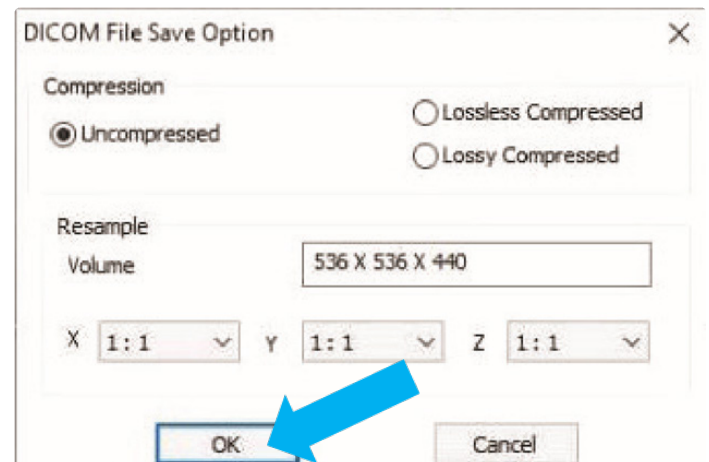 DICOM File Save Option
Compression
Uncompressed
Lossless Compressed
Lossy Compressed
Resample
Volume 536 X 536 X 440
X 1:1 Y 1:1 Z 1:1
OK Cancel